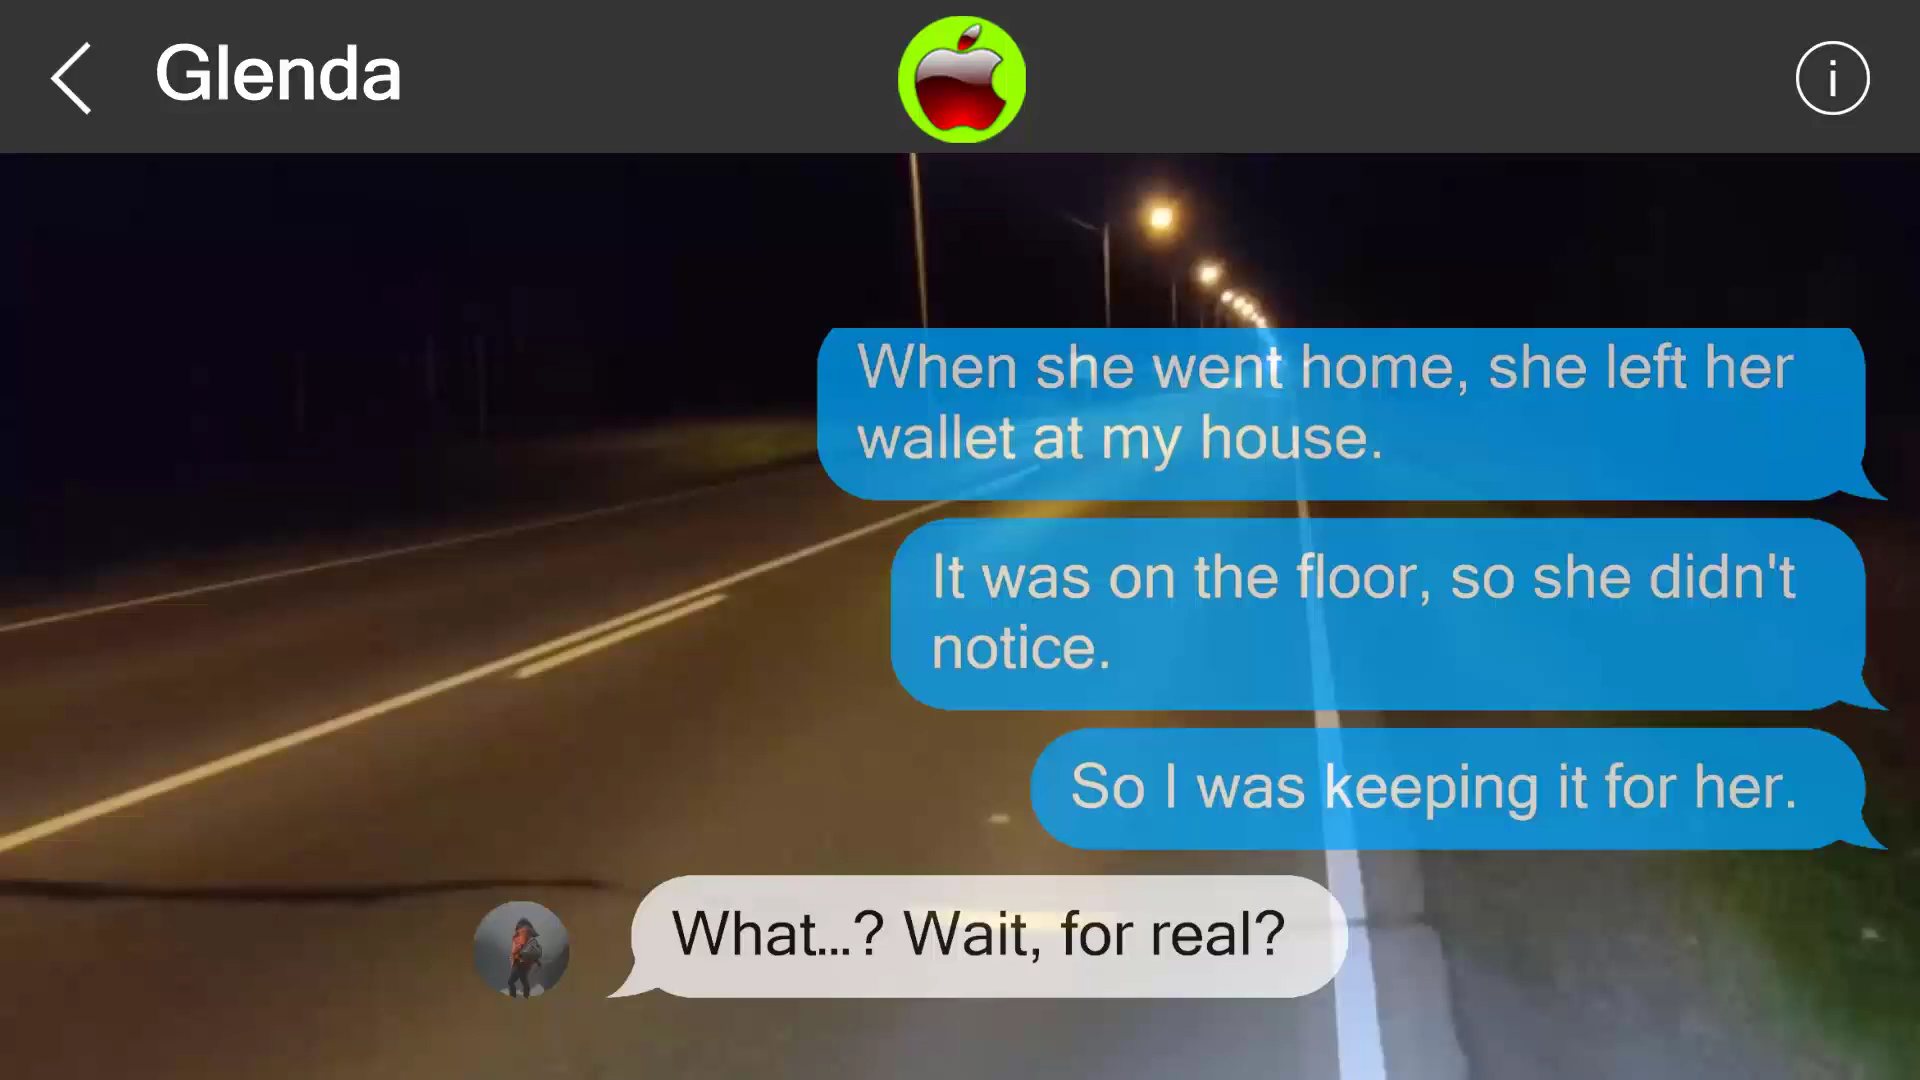 Glenda
i
When she went home, she left her
wallet at my house.
It was on the floor, so she didn't
notice.
So I was keeping it for her.
What...? Wait, for real?